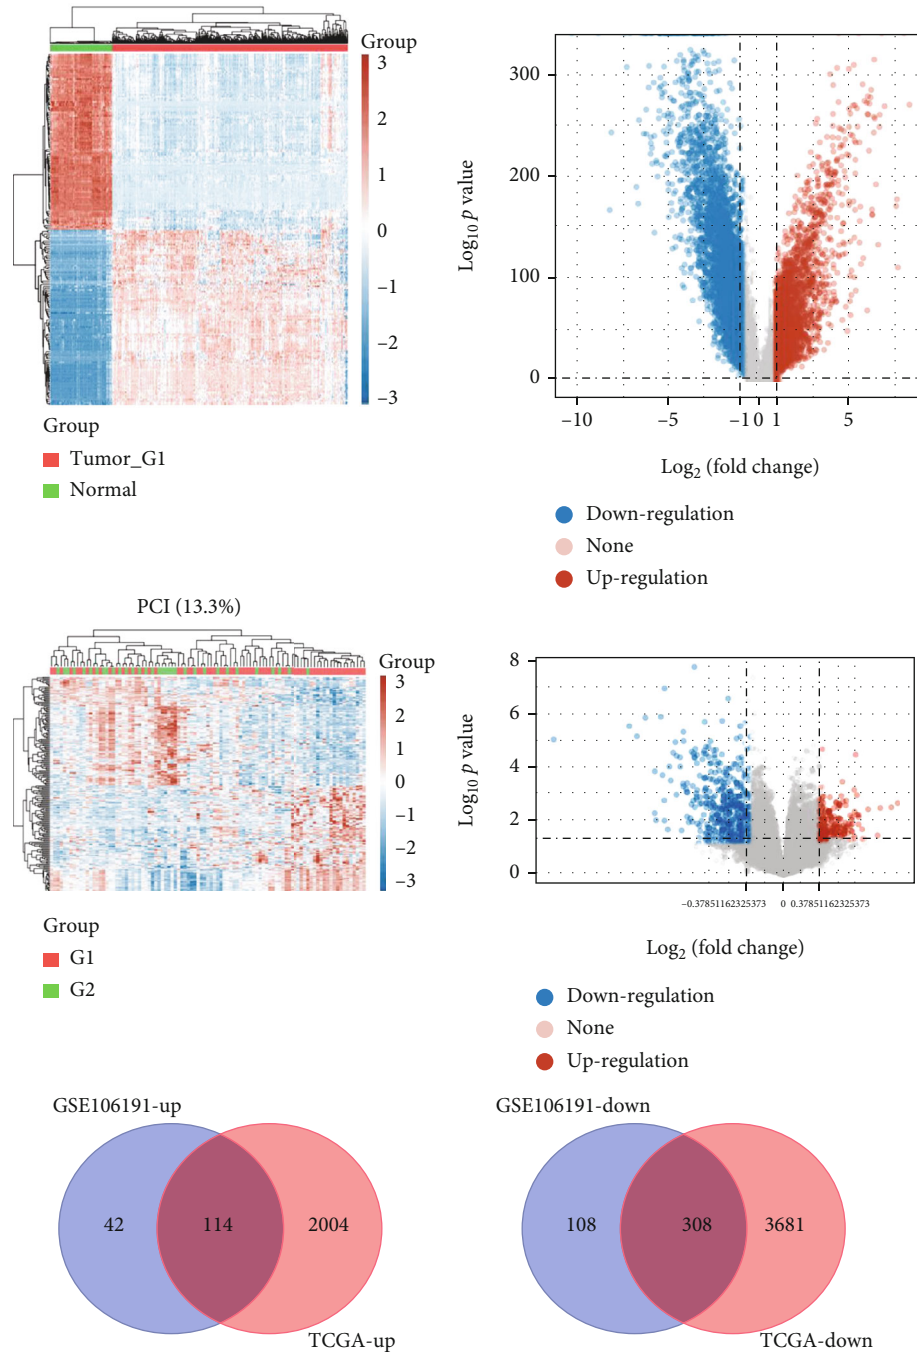 Group
3
2
1
0
−1
−2
−3
Group
Tumor_G1
Normal
Log10 p value
300
200
100
0
−10
−5
−1 0 1
5
Log2 (fold change)
Down-regulation
None
Up-regulation
PCI (13.3%)
Group
3
2
1
0
−1
−2
−3
Group
G1
G2
Log10 p value
8
6
4
2
0
−0.37851162325373
0
0.37851162325373
Log2 (fold change)
Down-regulation
None
Up-regulation
GSE106191-up
42
114
2004
TCGA-up
GSE106191-down
108
308
3681
TCGA-down